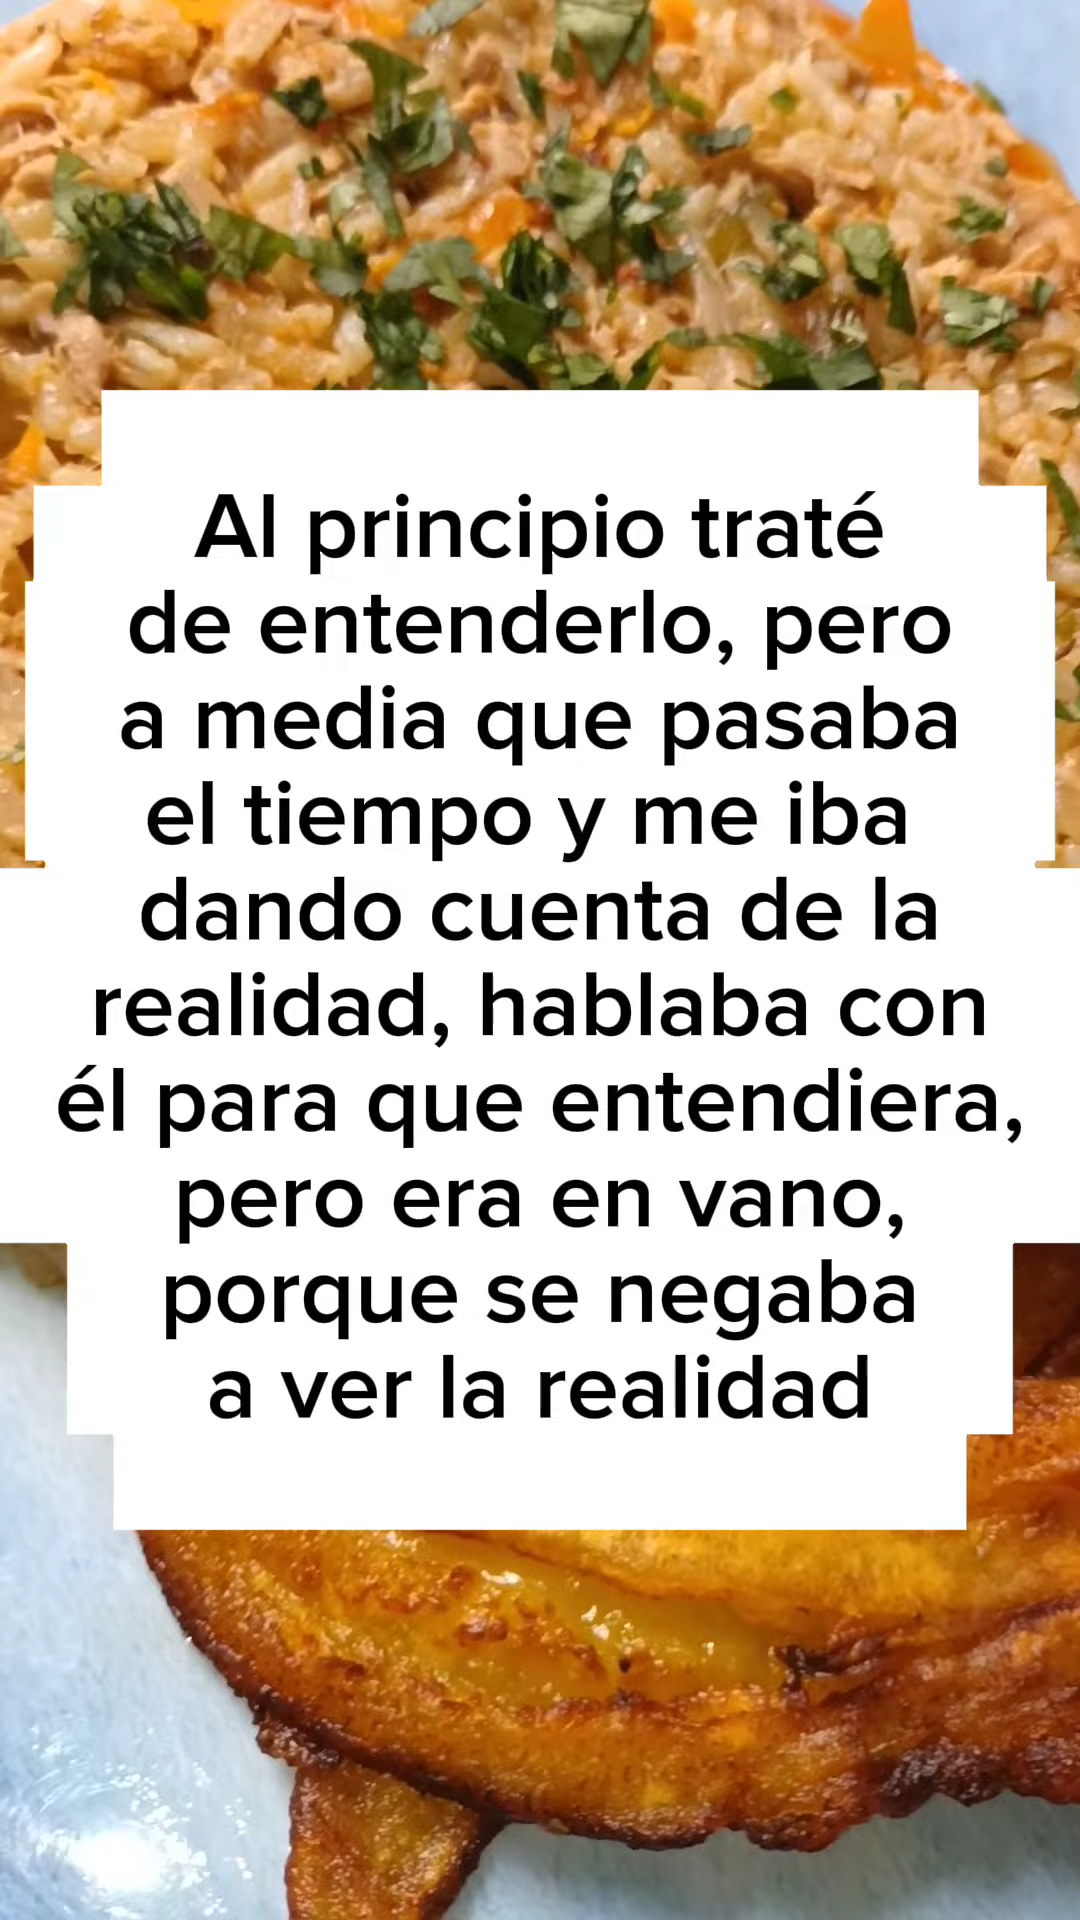 Al principio traté
de entenderlo, pero
a media que pasaba
el tiempo y me iba
dando cuenta de la
realidad, hablaba con
él para que entendiera,
pero era en vano,
porque se negaba
a ver la realidad